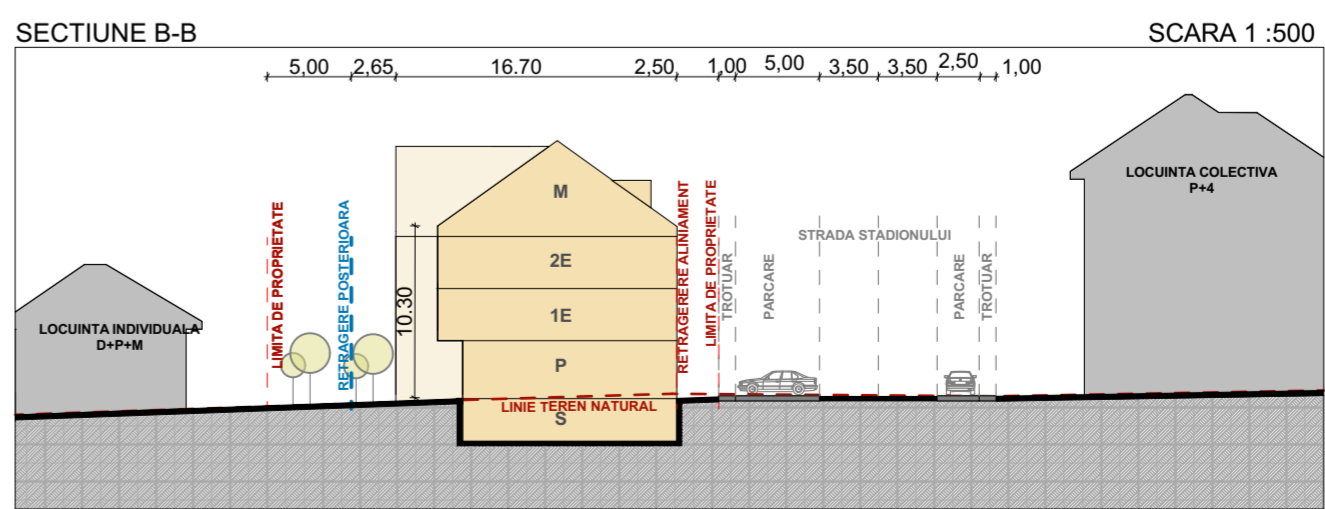 SECTIUNE B-B
SCARA 1 :500
5,00 2,65 16.70 2,50 1,00 5,00 3,50 3,50 2,50 1,00
LOCUINTA INDIVIDUALA
D+P+M
LIMITA DE PROPRIETATE
RETRAGERE POSTERIOARA
10.30
M
2E
1E
P
LINIE TEREN NATURAL
S
RETRAGERERE ALINIAMENT
LIMITA DE PROPRIETATE
TROTUAR
PARCARE
STRADA STADIONULUI
PARCARE
TROTUAR
LOCUINTA COLECTIVA
P+4